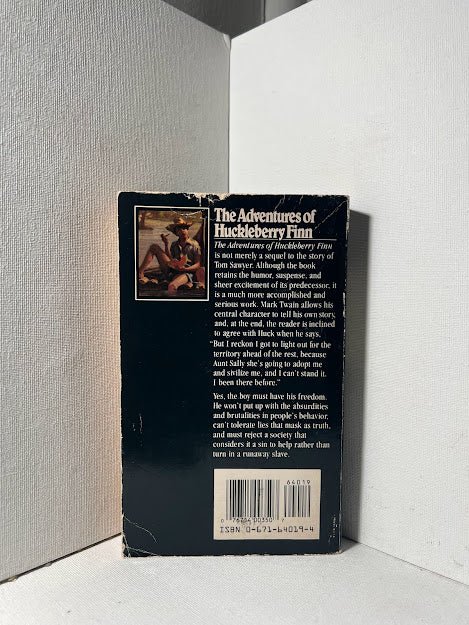 The Adventures of
Huckleberry Finn
The Adventures of Huckleberry Finn
is not merely a sequel to the story of
Tom Sawyer. Although the book
retains the humor, suspense, and
sheer excitement of its predecessor, it
is a much more accomplished and
serious work. Mark Twain allows his
central character to tell his own story,
and, at the end, the reader is inclined
to agree with Huck when he says,
"But I reckon I got to light out for the
territory ahead of the rest, because
Aunt Sally she's going to adopt me
and sivilize me, and I can't stand it.
I been there before."
Yes, the boy must have his freedom.
He won't put up with the absurdities
and brutalities in people's behavior,
can't tolerate lies that mask as truth,
and must reject a society that
considers it a sin to help rather than
turn in a runaway slave.
64019
0 76714 00350 7
ISBN 0-671-64019-4